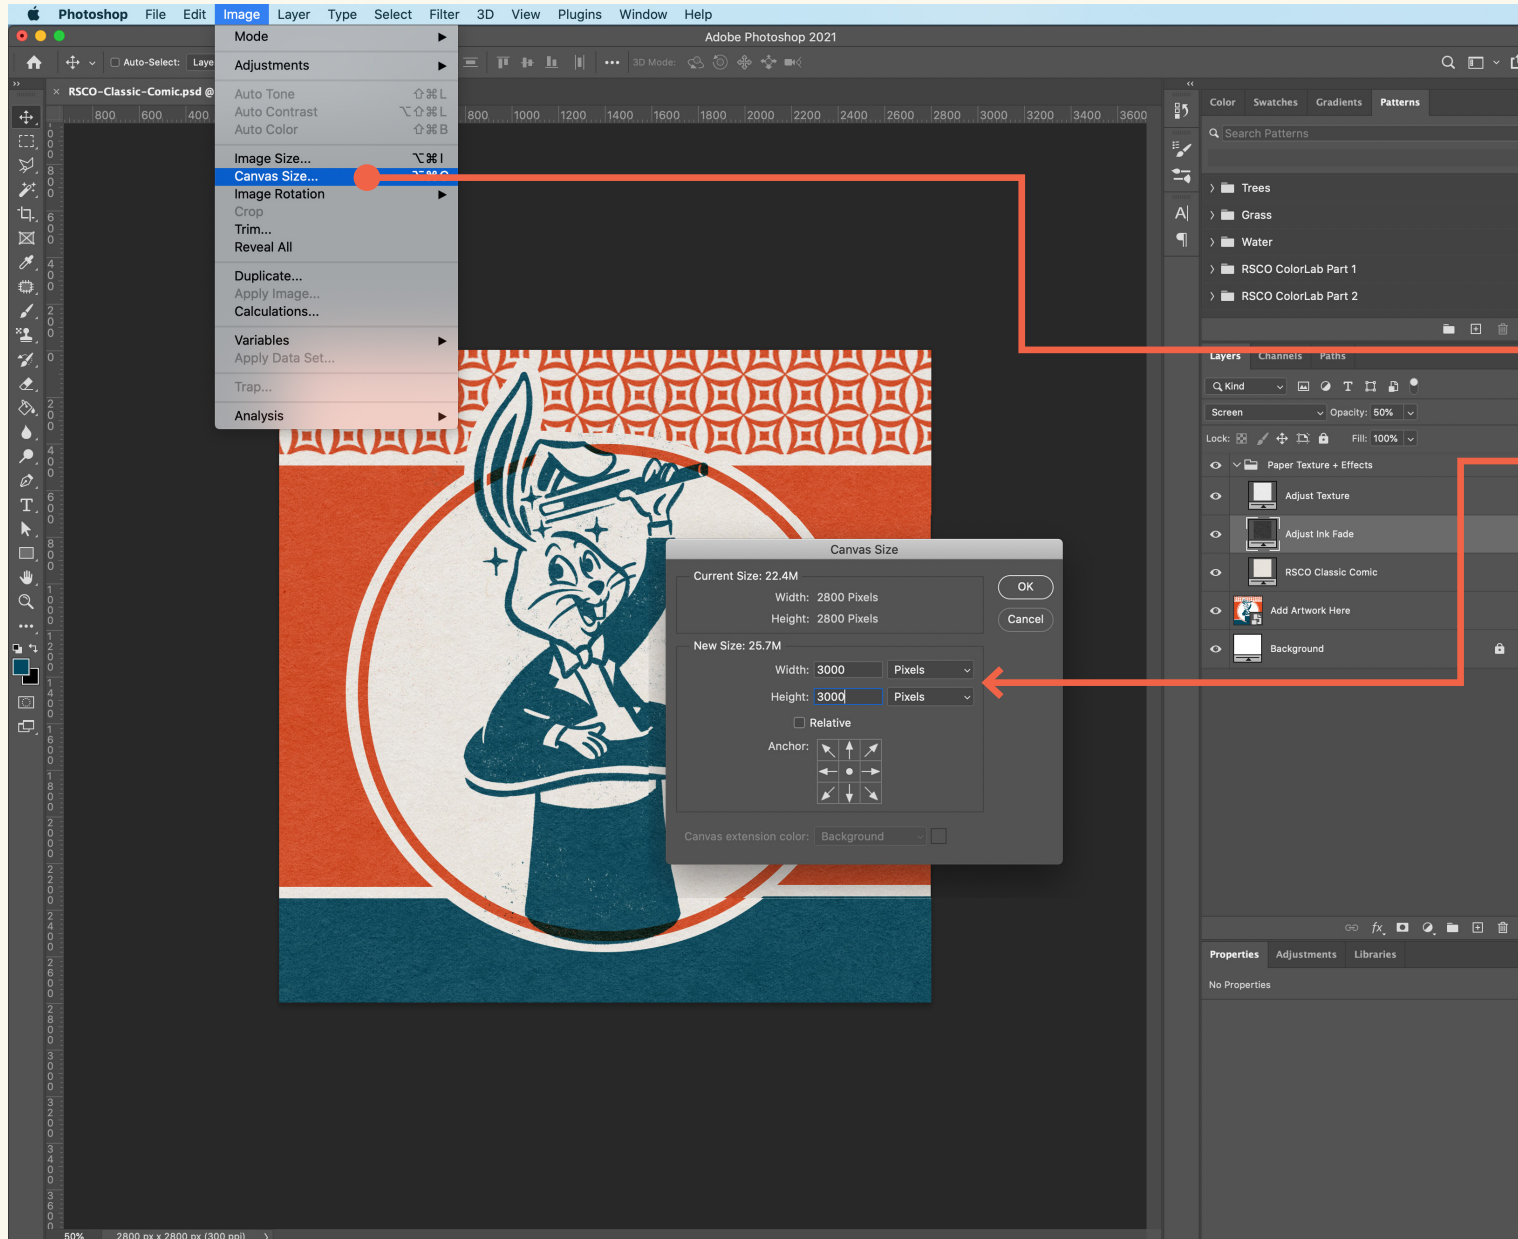 Photoshop File Edit Image Layer Type Select Filter 3D View Plugins Window Help
Adobe Photoshop 2021
Auto-Select: Laye
3D Mode:
RSCO-Classic-Comic.psd @
800 600 400 800 1000 1200 1400 1600 1800 2000 2200 2400 2600 2800 3000 3200 3400 3600
Mode
Adjustments
Auto Tone ⇧⌘L
Auto Contrast ⌥⇧⌘L
Auto Color ⇧⌘B
Image Size... ⌥⌘I
Canvas Size...
Image Rotation
Crop
Trim...
Reveal All
Duplicate...
Apply Image...
Calculations...
Variables
Apply Data Set...
Trap...
Analysis
Canvas Size
Current Size: 22.4M
Width: 2800 Pixels
Height: 2800 Pixels
OK
Cancel
New Size: 25.7M
Width: 3000 Pixels
Height: 3000 Pixels
Relative
Anchor:
Canvas extension color: Background
Color Swatches Gradients Patterns
Search Patterns
Trees
Grass
Water
RSCO ColorLab Part 1
RSCO ColorLab Part 2
Layers Channels Paths
Kind
Screen Opacity: 50%
Lock: Fill: 100%
Paper Texture + Effects
Adjust Texture
Adjust Ink Fade
RSCO Classic Comic
Add Artwork Here
Background
fx
Properties Adjustments Libraries
No Properties
50% 2800 px x 2800 px (300 ppi)